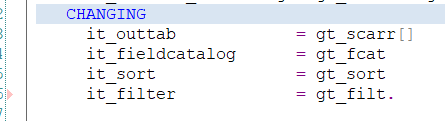 CHANGING
it_outtab = gt_scarr[]
it_fieldcatalog = gt_fcat
it_sort = gt_sort
it_filter = gt_filt.